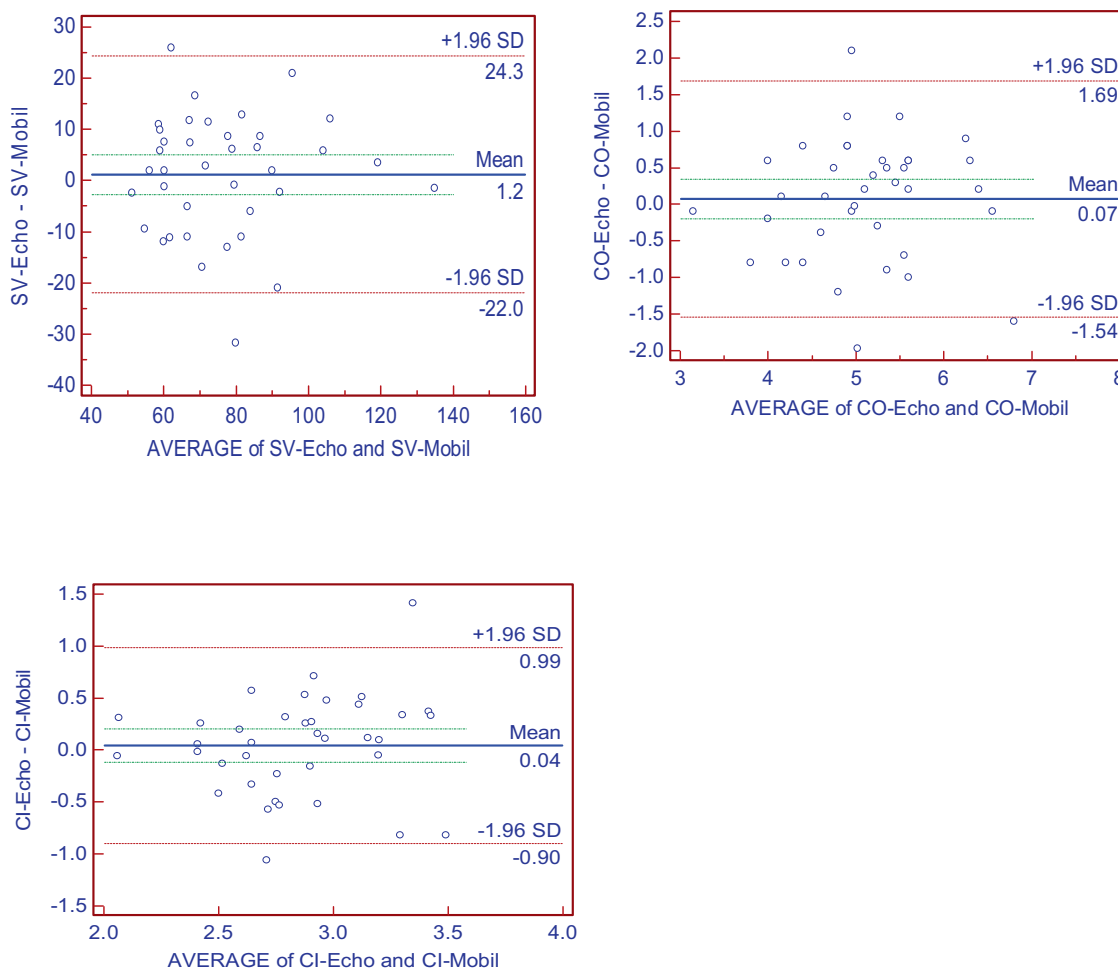 30
20
10
0
-10
-20
-30
-40
SV-Echo - SV-Mobil
+1.96 SD
24.3
Mean
1.2
-1.96 SD
-22.0
40 60 80 100 120 140 160
AVERAGE of SV-Echo and SV-Mobil
2.5
2.0
1.5
1.0
0.5
0.0
-0.5
-1.0
-1.5
-2.0
CO-Echo - CO-Mobil
+1.96 SD
1.69
Mean
0.07
-1.96 SD
-1.54
3 4 5 6 7 8
AVERAGE of CO-Echo and CO-Mobil
1.5
1.0
0.5
0.0
-0.5
-1.0
-1.5
CI-Echo - CI-Mobil
+1.96 SD
0.99
Mean
0.04
-1.96 SD
-0.90
2.0 2.5 3.0 3.5 4.0
AVERAGE of CI-Echo and CI-Mobil